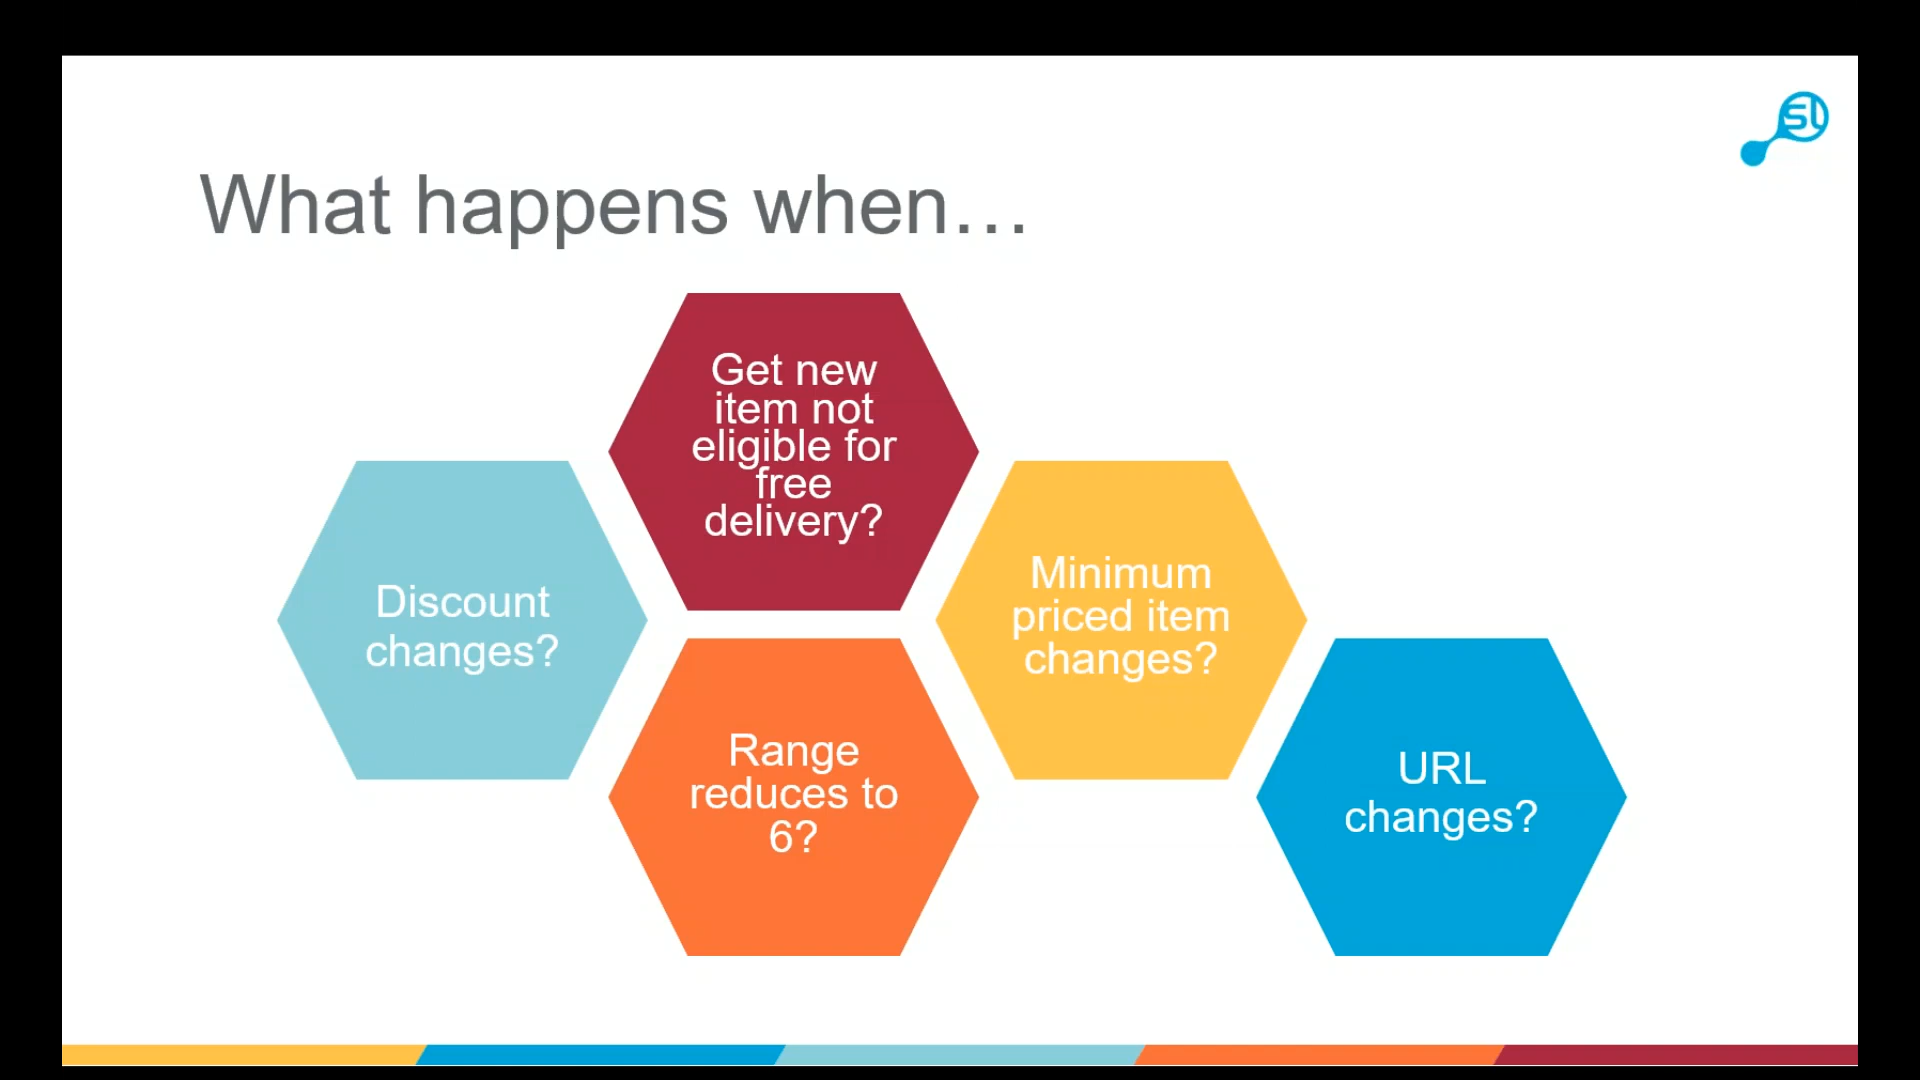 SL
What happens when…
Get new
item not
eligible for
free
delivery?
Discount
changes?
Minimum
priced item
changes?
Range
reduces to
6?
URL
changes?